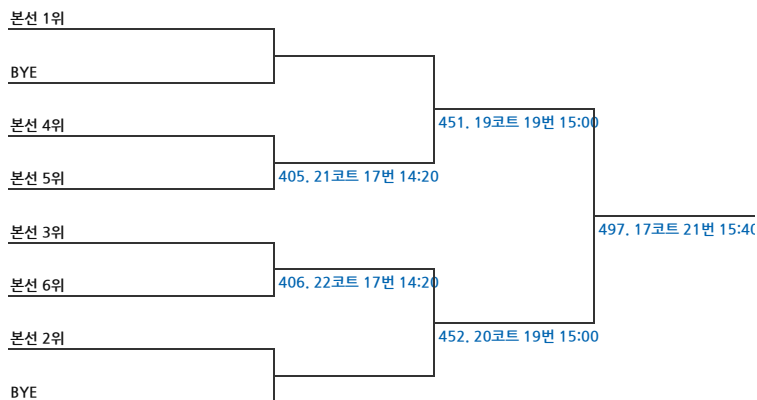 본선 1위
BYE
451, 19코트 19번 15:00
본선 4위
본선 5위
405, 21코트 17번 14:20
본선 3위
497, 17코트 21번 15:40
본선 6위
406, 22코트 17번 14:20
본선 2위
452, 20코트 19번 15:00
BYE